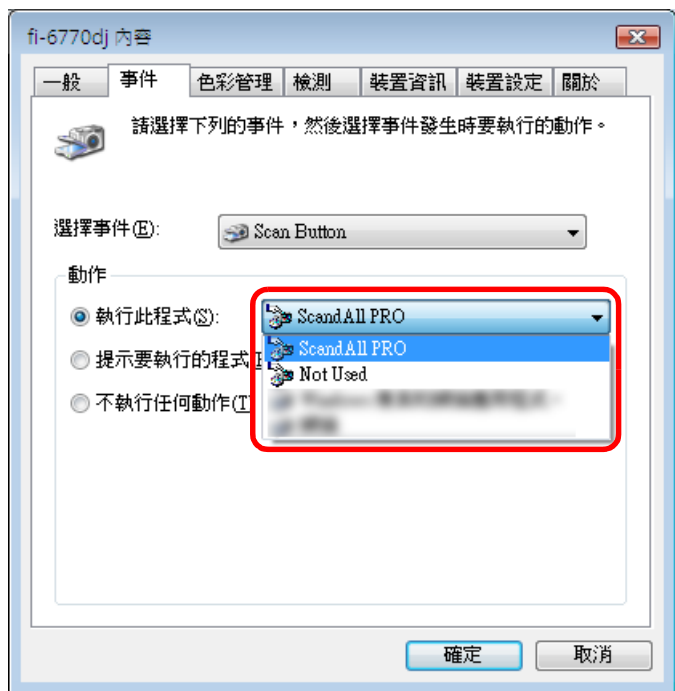 fi-6770dj 內容
一般 事件 色彩管理 檢測 裝置資訊 裝置設定 關於
請選擇下列的事件，然後選擇事件發生時要執行的動作。
選擇事件(E): Scan Button
動作
執行此程式(S): ScandAll PRO
ScandAll PRO
提示要執行的程式
Not Used
不執行任何動作(T
確定 取消